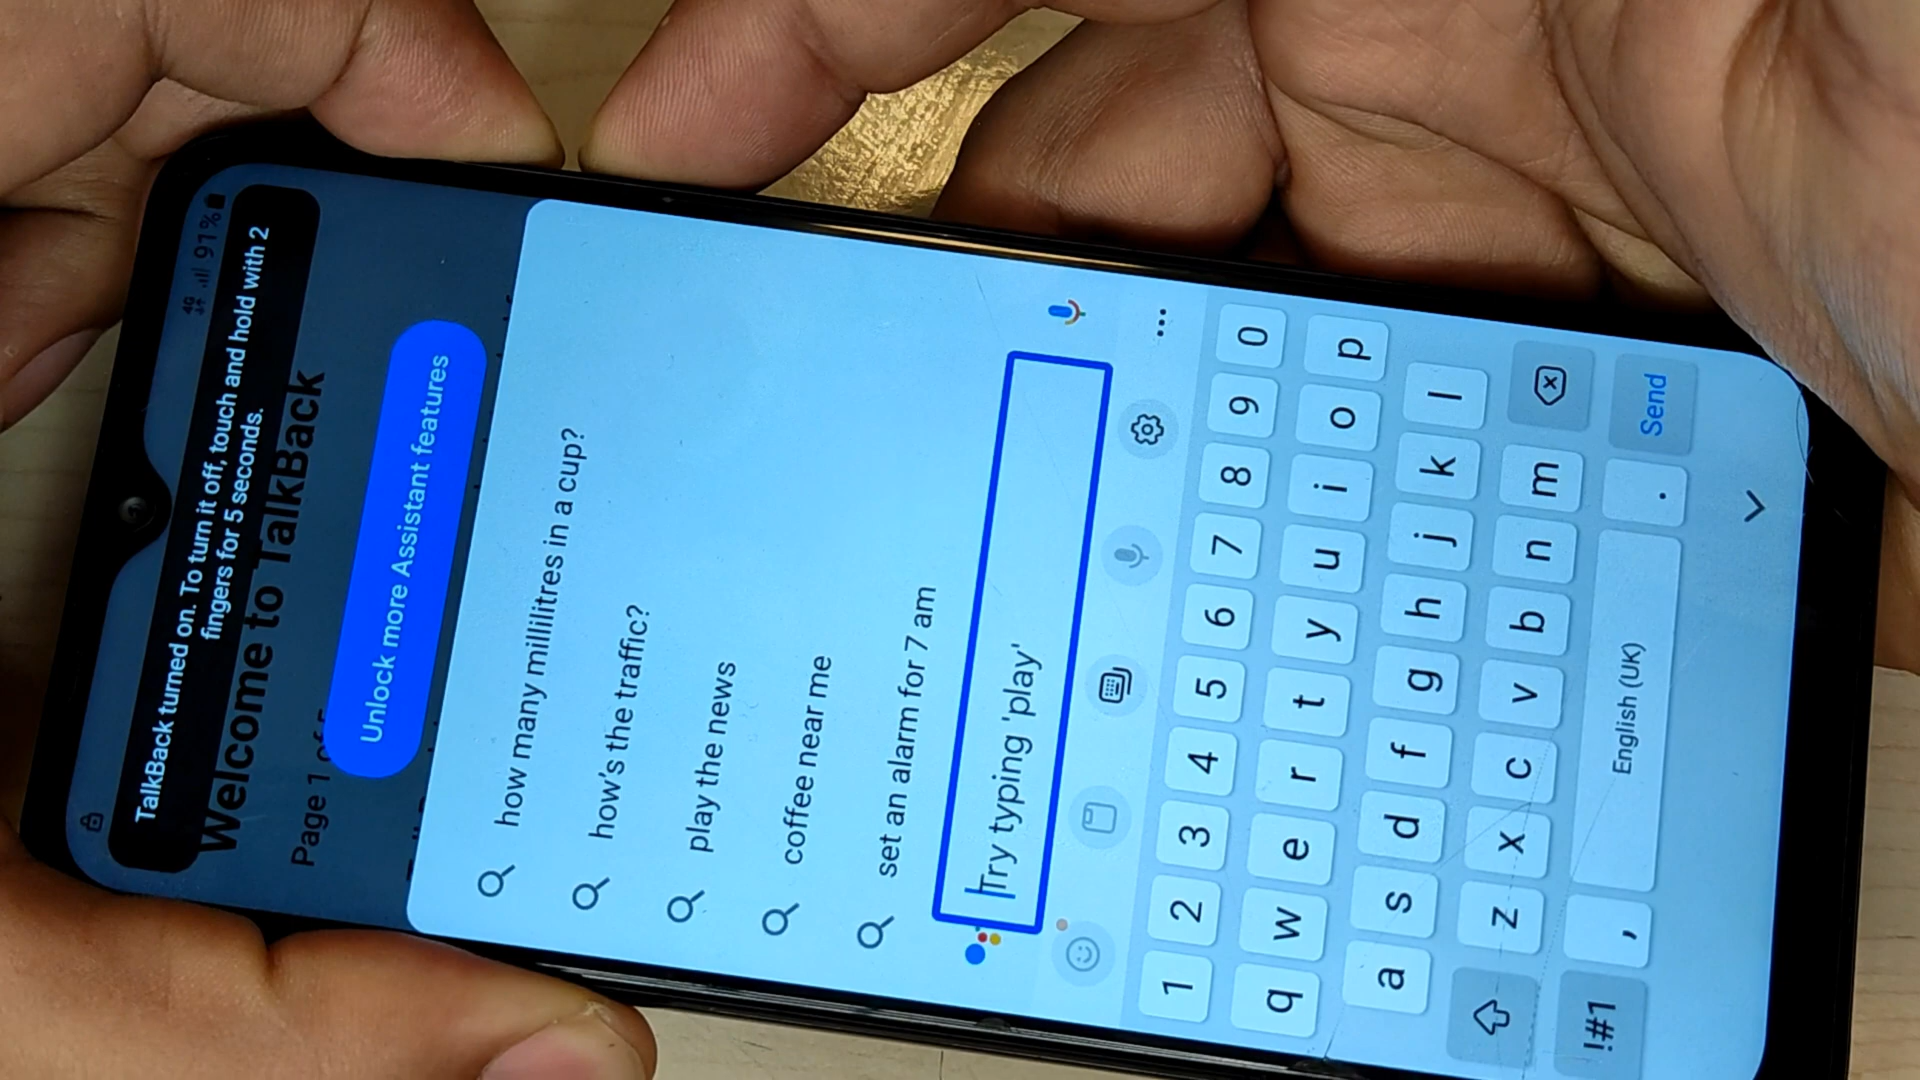 4G 91%
TalkBack turned on. To turn it off, touch and hold with 2
fingers for 5 seconds.
Welcome to TalkBack
Page 1 of 5
Unlock more Assistant features
how many millilitres in a cup?
how's the traffic?
play the news
coffee near me
set an alarm for 7 am
Try typing 'play'
1 2 3 4 5 6 7 8 9 0
q w e r t y u i o p
a s d f g h j k l
z x c v b n m
!#1 , English (UK) . Send